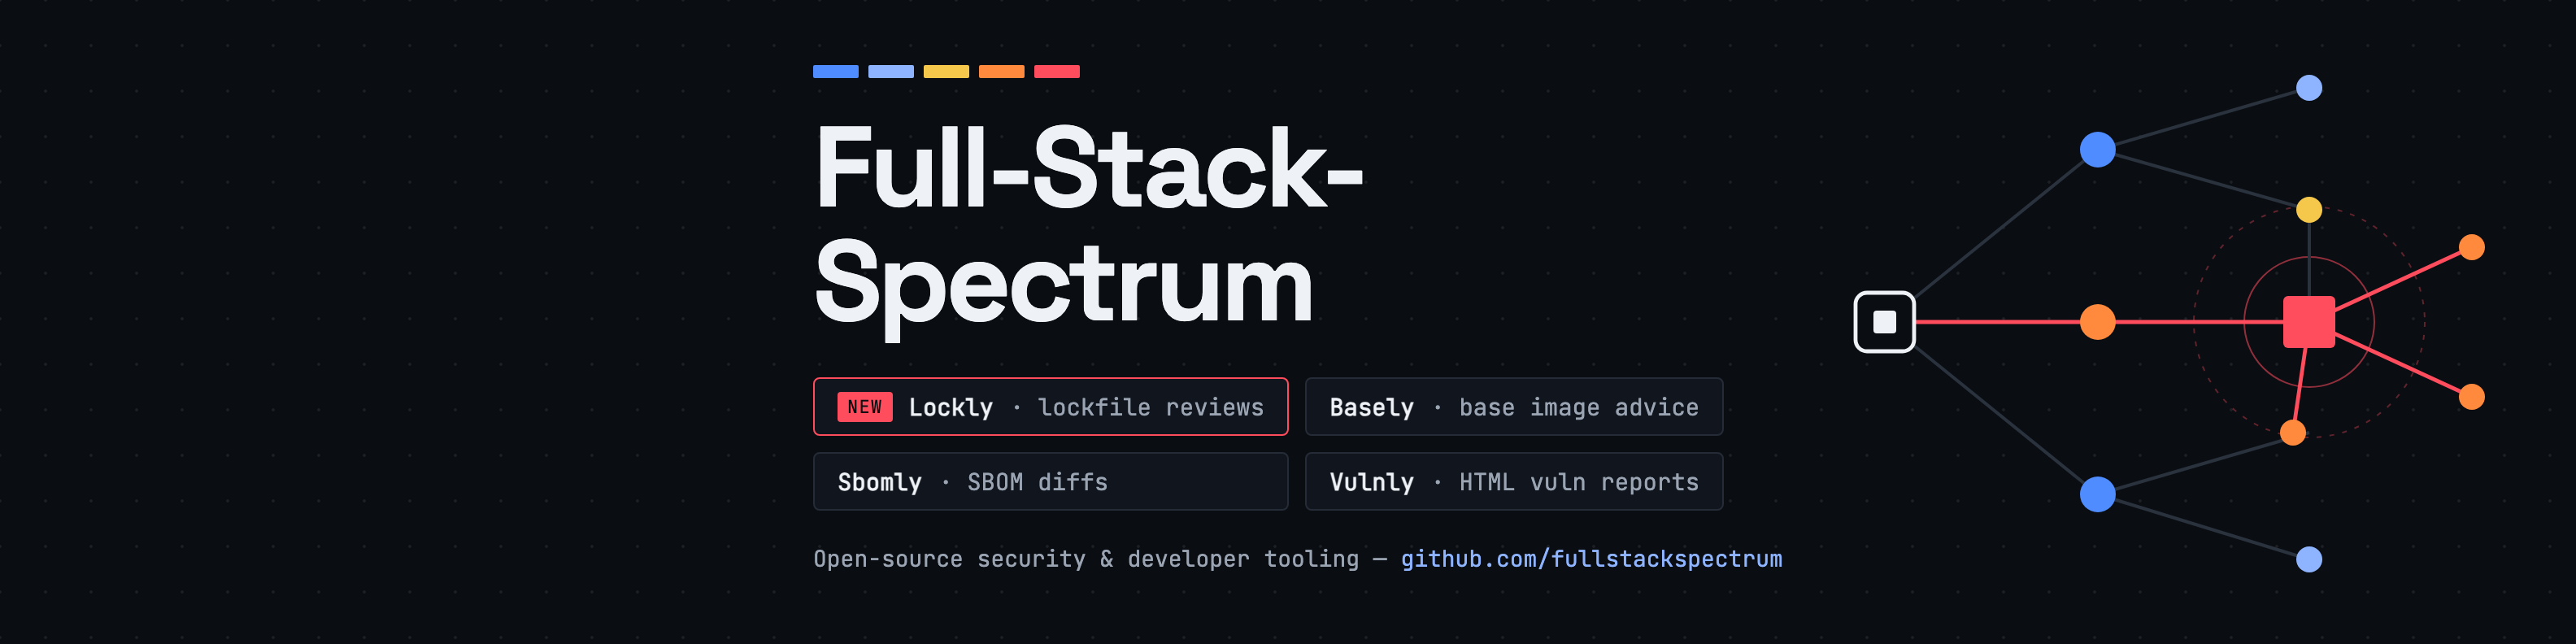 Full-Stack-
Spectrum
NEW Lockly · lockfile reviews
Basely · base image advice
Sbomly · SBOM diffs
Vulnly · HTML vuln reports
Open-source security & developer tooling — github.com/fullstackspectrum